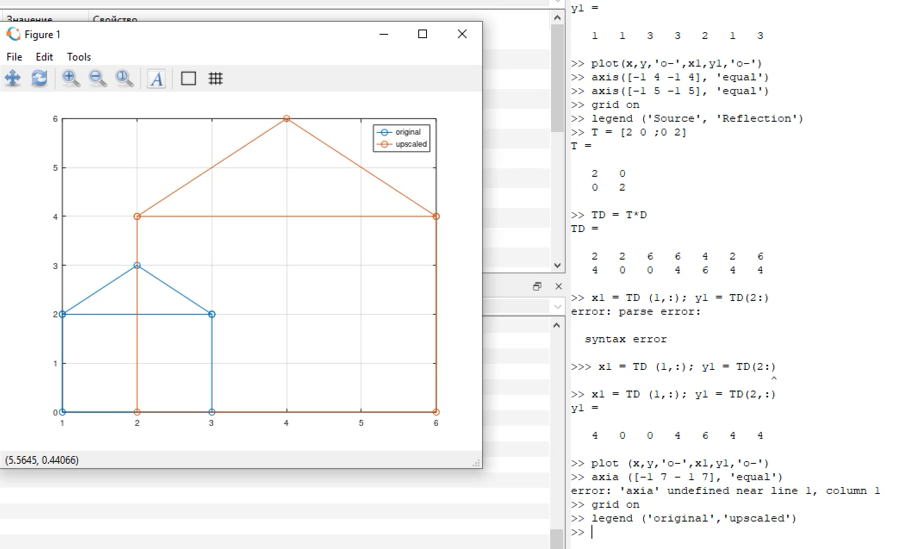 Значение Свойство
Figure 1
File Edit Tools
A
original
upscaled
6
5
4
3
2
1
0
1 2 3 4 5 6
(5.5645, 0.44066)
y1 =
1 1 3 3 2 1 3
>> plot(x,y,'o-',x1,y1,'o-')
>> axis([-1 4 -1 4], 'equal')
>> axis([-1 5 -1 5], 'equal')
>> grid on
>> legend ('Source', 'Reflection')
>> T = [2 0 ;0 2]
T =
2 0
0 2
>> TD = T*D
TD =
2 2 6 6 4 2 6
4 0 0 4 6 4 4
>> x1 = TD (1,:); y1 = TD(2:)
error: parse error:
syntax error
>>> x1 = TD (1,:); y1 = TD(2:)
^
>> x1 = TD (1,:); y1 = TD(2,:)
y1 =
4 0 0 4 6 4 4
>> plot (x,y,'o-',x1,y1,'o-')
>> axia ([-1 7 - 1 7], 'equal')
error: 'axia' undefined near line 1, column 1
>> grid on
>> legend ('original','upscaled')
>>